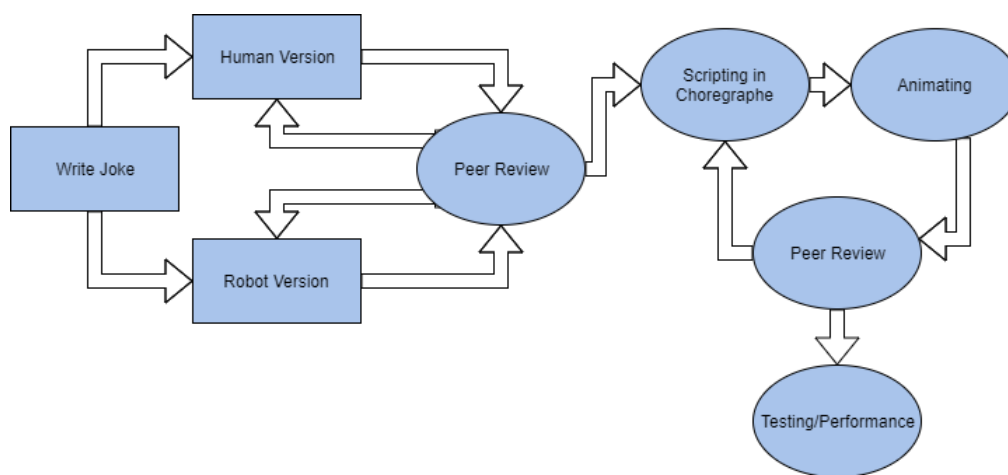 Write Joke
Human Version
Robot Version
Peer Review
Scripting in
Choregraphe
Animating
Peer Review
Testing/Performance